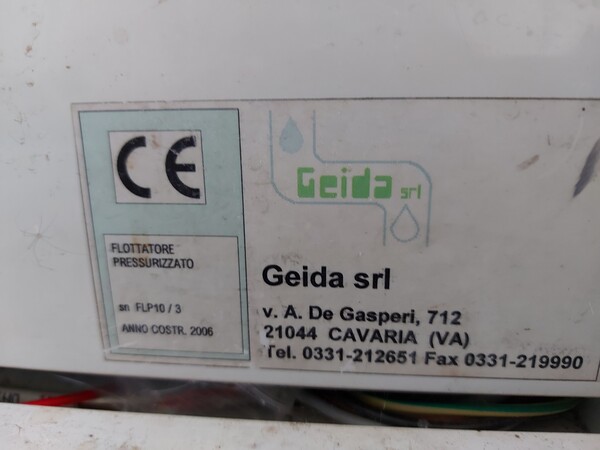 CE
FLOTTATORE
PRESSURIZZATO
sn FLP10 / 3
ANNO COSTR. 2006
Geida srl
Geida srl
v. A. De Gasperi, 712
21044 CAVARIA (VA)
Tel. 0331-212651 Fax 0331-219990